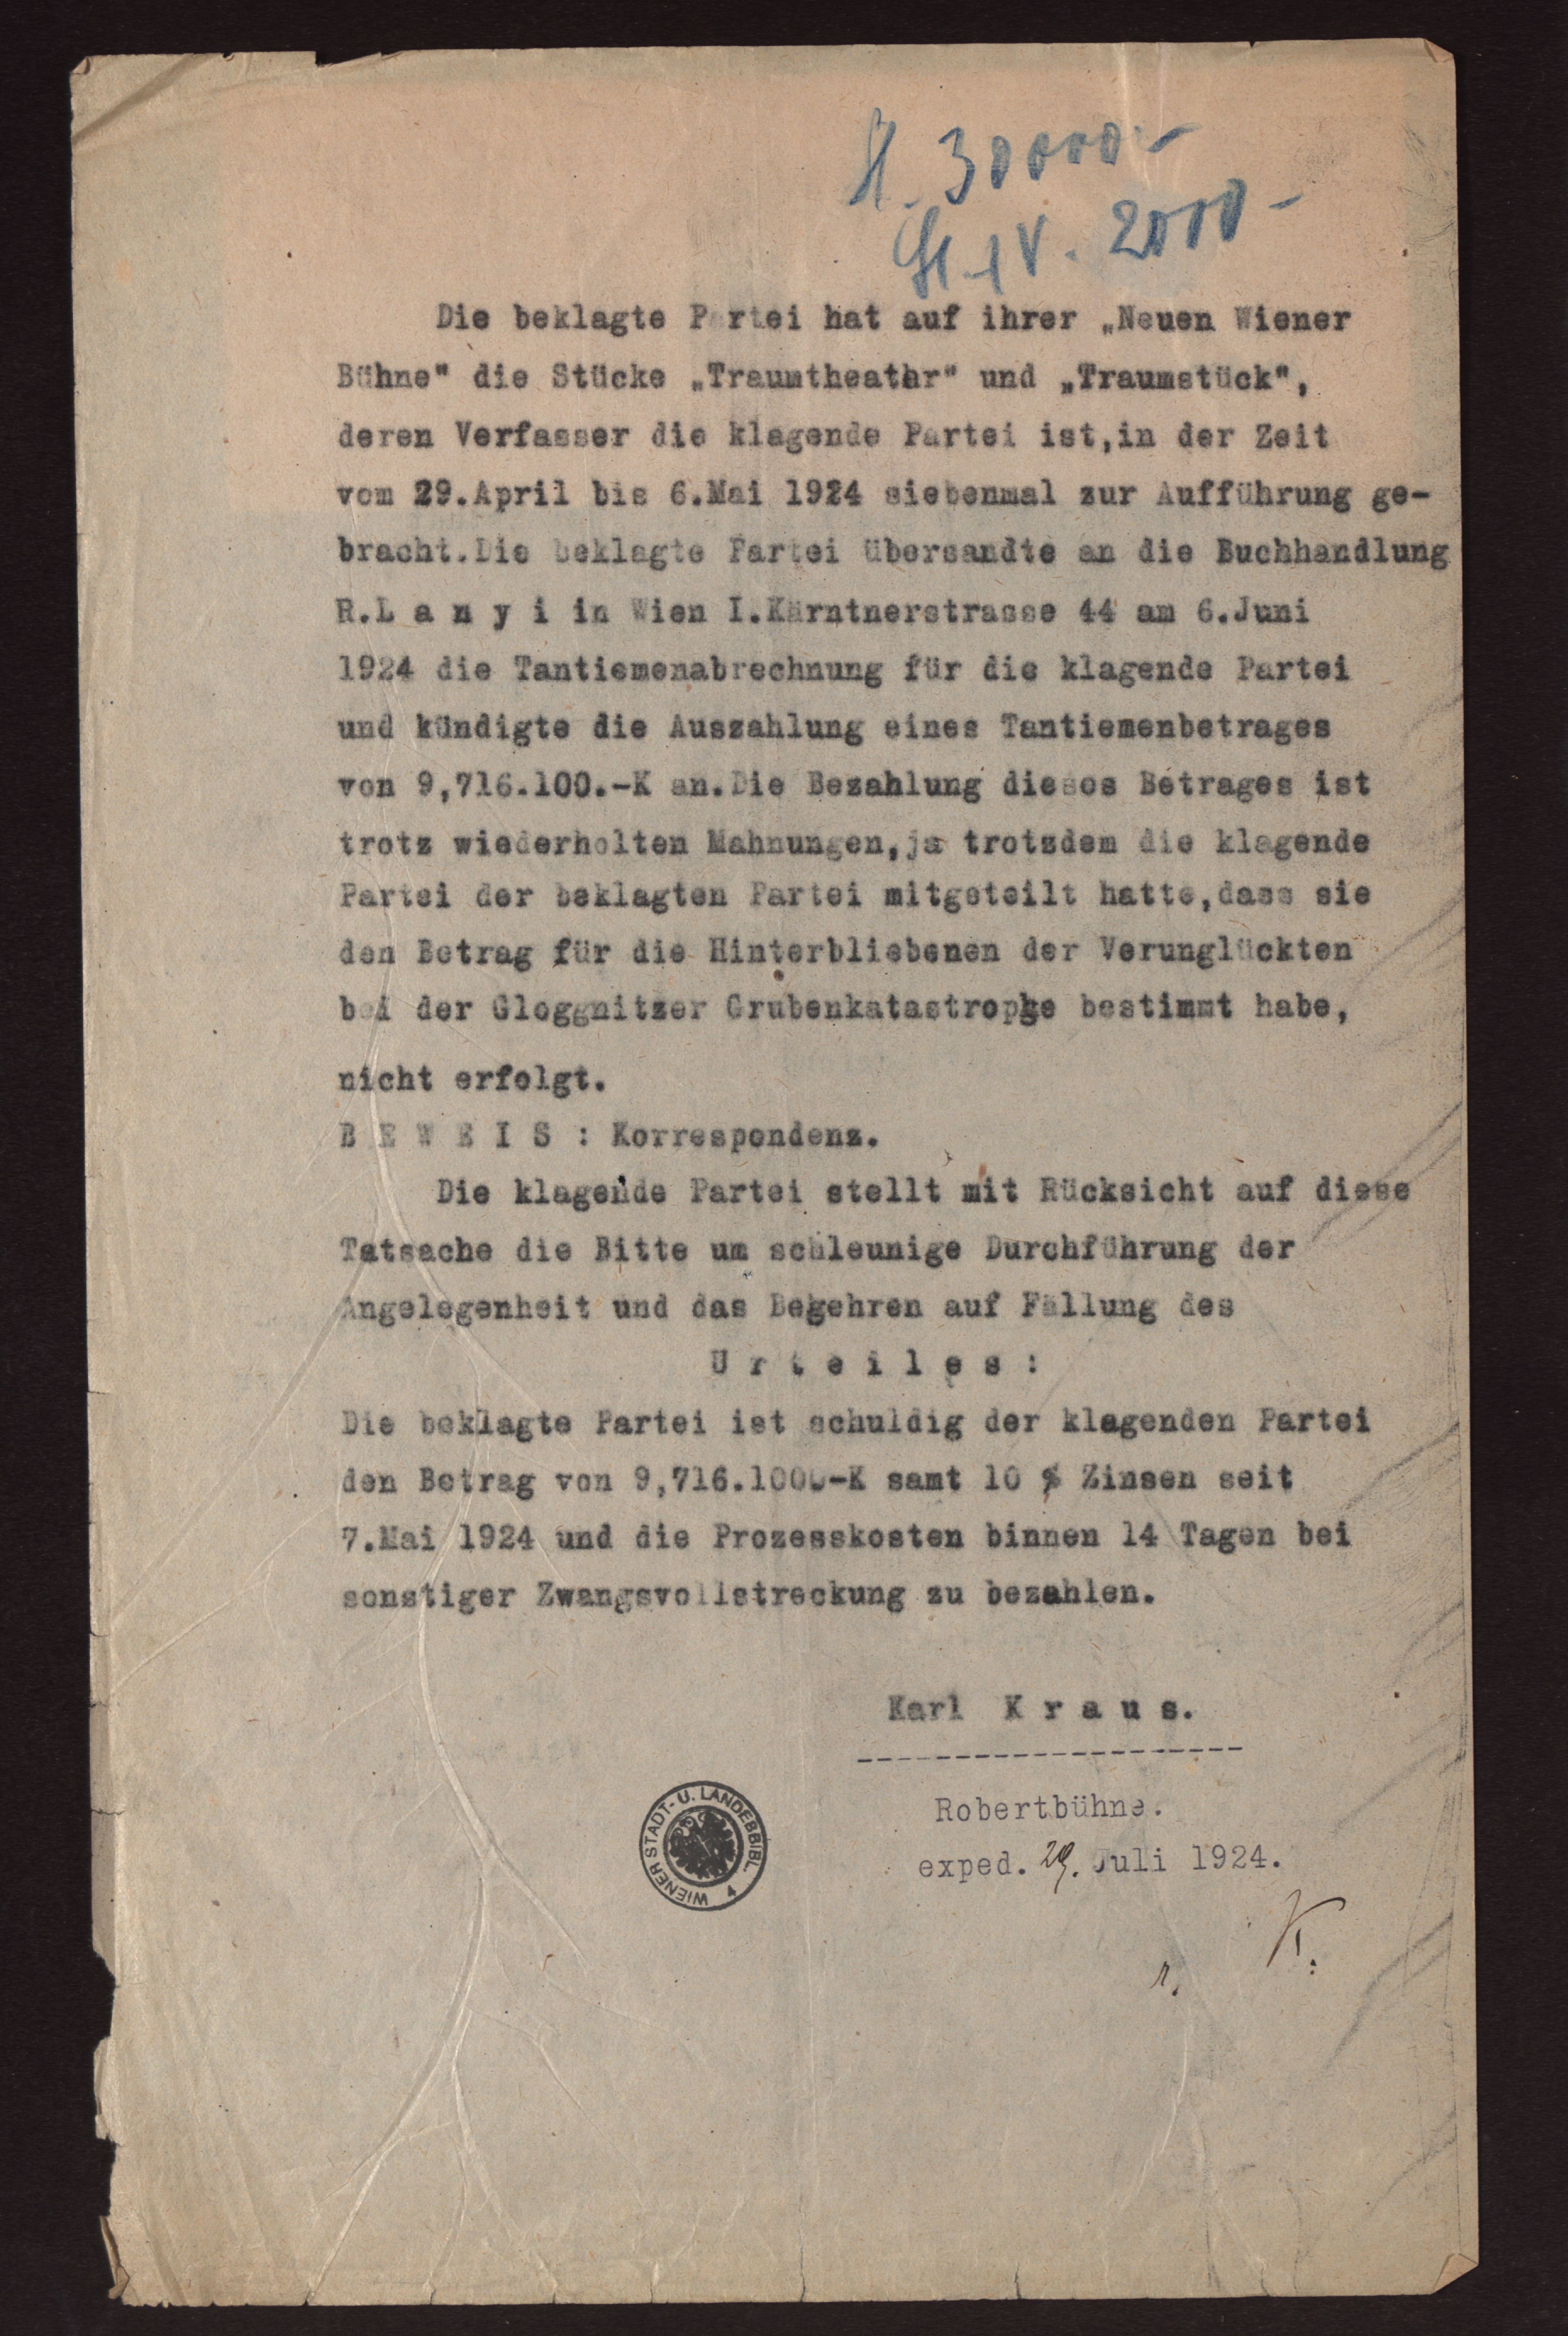 30000.-
2000-
Die beklagte Partei hat auf ihrer „Neuen Wiener
Bühne" die Stücke „Traumtheater" und „Traumstück",
deren Verfasser die klagende Partei ist,in der Zeit
vom 29.April bis 6.Mai 1924 siebenmal zur Aufführung ge-
bracht.Die beklagte Partei übersandte an die Buchhandlung
R.L a n y i in Wien I.Kärntnerstrasse 44 am 6.Juni
1924 die Tantiemenabrechnung für die klagende Partei
und kündigte die Auszahlung eines Tantiemenbetrages
von 9,716.100.-K an.Die Bezahlung dieses Betrages ist
trotz wiederholten Mahnungen,ja trotzdem die klagende
Partei der beklagten Partei mitgeteilt hatte,dass sie
den Betrag für die Hinterbliebenen der Verunglückten
bei der Gloggnitzer Grubenkatastrophe bestimmt habe,
nicht erfolgt.
B E W E I S : Korrespondenz.
Die klagende Partei stellt mit Rücksicht auf diese
Tatsache die Bitte um schleunige Durchführung der
Angelegenheit und das Begehren auf Fällung des
U r t e i l e s :
Die beklagte Partei ist schuldig der klagenden Partei
den Betrag von 9,716.100.-K samt 10 % Zinsen seit
7.Mai 1924 und die Prozesskosten binnen 14 Tagen bei
sonstiger Zwangsvollstreckung zu bezahlen.
Karl K r a u s.
--------------------
Robertbühne.
exped. 29. Juli 1924.
K.
r.
WIENER STADT- U. LANDEBBIBL.